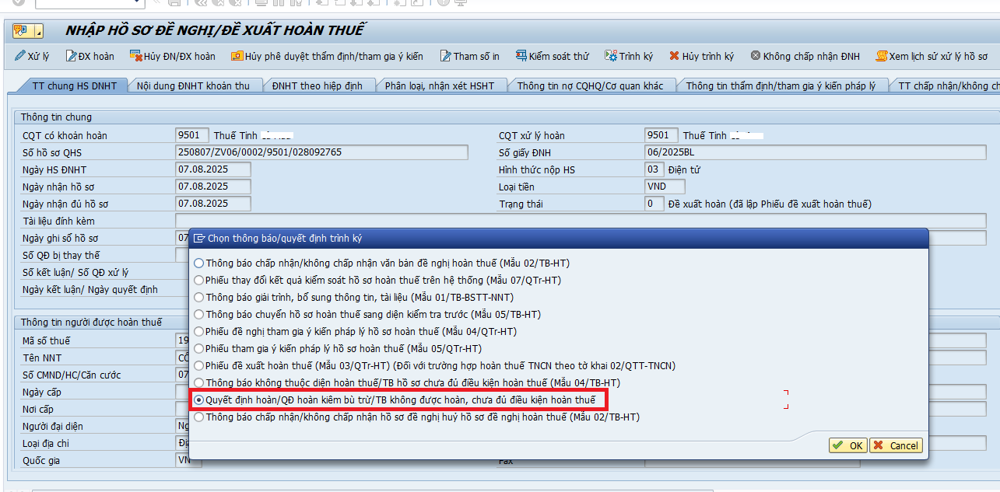 NHẬP HỒ SƠ ĐỀ NGHỊ/ĐỀ XUẤT HOÀN THUẾ
Xử lý ĐX hoàn Hủy ĐN/ĐX hoàn Hủy phê duyệt thẩm định/tham gia ý kiến Tham số in Kiểm soát thử Trình ký Hủy trình ký Không chấp nhận ĐNH Xem lịch sử xử lý hồ sơ
TT chung HS DNHT Nội dung ĐNHT khoản thu ĐNHT theo hiệp định Phân loại, nhận xét HSHT Thông tin nợ CQHQ/Cơ quan khác Thông tin thẩm định/tham gia ý kiến pháp lý TT chấp nhận/không
Thông tin chung
CQT có khoản hoàn 9501 Thuế Tỉnh CQT xử lý hoàn 9501 Thuế Tỉnh
Số hồ sơ QHS 250807/ZV06/0002/9501/028092765 Số giấy ĐNH 06/2025BL
Ngày HS ĐNHT 07.08.2025 Hình thức nộp HS 03 Điện tử
Ngày nhận hồ sơ 07.08.2025 Loại tiền VND
Ngày nhận đủ hồ sơ 07.08.2025 Trạng thái 0 Đề xuất hoàn (đã lập Phiếu đề xuất hoàn thuế)
Tài liệu đính kèm
Ngày ghi sổ hồ sơ 07
Số QĐ bị thay thế
Số kết luận/ Số QĐ xử lý
Ngày kết luận/ Ngày quyết định
Thông tin người được hoàn thuế
Mã số thuế 19
Tên NNT
Số CMND/HC/Căn cước 07
Ngày cấp
Nơi cấp
Người đại diện Ng
Loại địa chỉ
Quốc gia VN Fax
Chọn thông báo/quyết định trình ký
Thông báo chấp nhận/không chấp nhận văn bản đề nghị hoàn thuế (Mẫu 02/TB-HT)
Phiếu thay đổi kết quả kiểm soát hồ sơ hoàn thuế trên hệ thống (Mẫu 07/QTr-HT)
Thông báo giải trình, bổ sung thông tin, tài liệu (Mẫu 01/TB-BSTT-NNT)
Thông báo chuyển hồ sơ hoàn thuế sang diện kiểm tra trước (Mẫu 05/TB-HT)
Phiếu đề nghị tham gia ý kiến pháp lý hồ sơ hoàn thuế (Mẫu 04/QTr-HT)
Phiếu tham gia ý kiến pháp lý hồ sơ hoàn thuế (Mẫu 05/QTr-HT)
Phiếu đề xuất hoàn thuế (Mẫu 03/QTr-HT) (Đối với trường hợp hoàn thuế TNCN theo tờ khai 02/QTT-TNCN)
Thông báo không thuộc diện hoàn thuế/TB hồ sơ chưa đủ điều kiện hoàn thuế (Mẫu 04/TB-HT)
Quyết định hoàn/QĐ hoàn kiêm bù trừ/TB không được hoàn, chưa đủ điều kiện hoàn thuế
Thông báo chấp nhận/không chấp nhận hồ sơ đề nghị huỷ hồ sơ đề nghị hoàn thuế (Mẫu 02/TB-HT)
OK Cancel